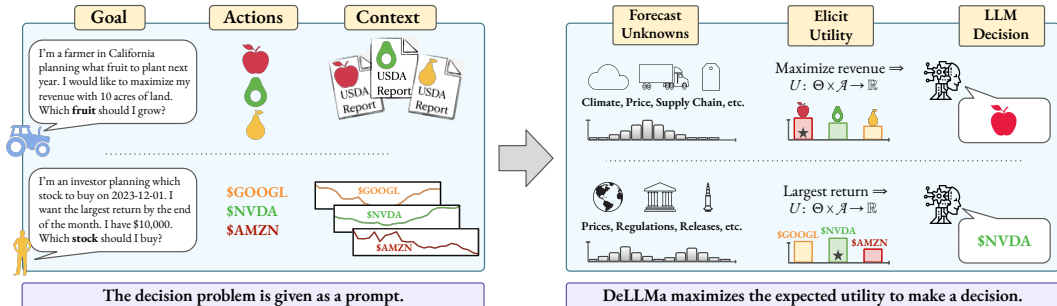 Goal
Actions
Context
I'm a farmer in California
planning what fruit to plant next
year. I would like to maximize my
revenue with 10 acres of land.
Which fruit should I grow?
USDA
Report
USDA
Report
USDA
Report
I'm an investor planning which
stock to buy on 2023-12-01. I
want the largest return by the end
of the month. I have $10,000.
Which stock should I buy?
$GOOGL
$NVDA
$AMZN
$GOOGL
$NVDA
$AMZN
The decision problem is given as a prompt.
Forecast
Unknowns
Elicit
Utility
LLM
Decision
Climate, Price, Supply Chain, etc.
Maximize revenue ⇒
U: Θ × 𝒜 → ℝ
Prices, Regulations, Releases, etc.
Largest return ⇒
U: Θ × 𝒜 → ℝ
$GOOGL
$NVDA
$AMZN
$NVDA
DeLLMa maximizes the expected utility to make a decision.